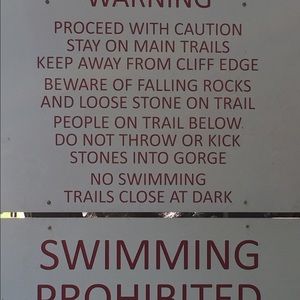 WARNING
PROCEED WITH CAUTION
STAY ON MAIN TRAILS
KEEP AWAY FROM CLIFF EDGE
BEWARE OF FALLING ROCKS
AND LOOSE STONE ON TRAIL
PEOPLE ON TRAIL BELOW.
DO NOT THROW OR KICK
STONES INTO GORGE
NO SWIMMING
TRAILS CLOSE AT DARK
SWIMMING
PROHIBITED